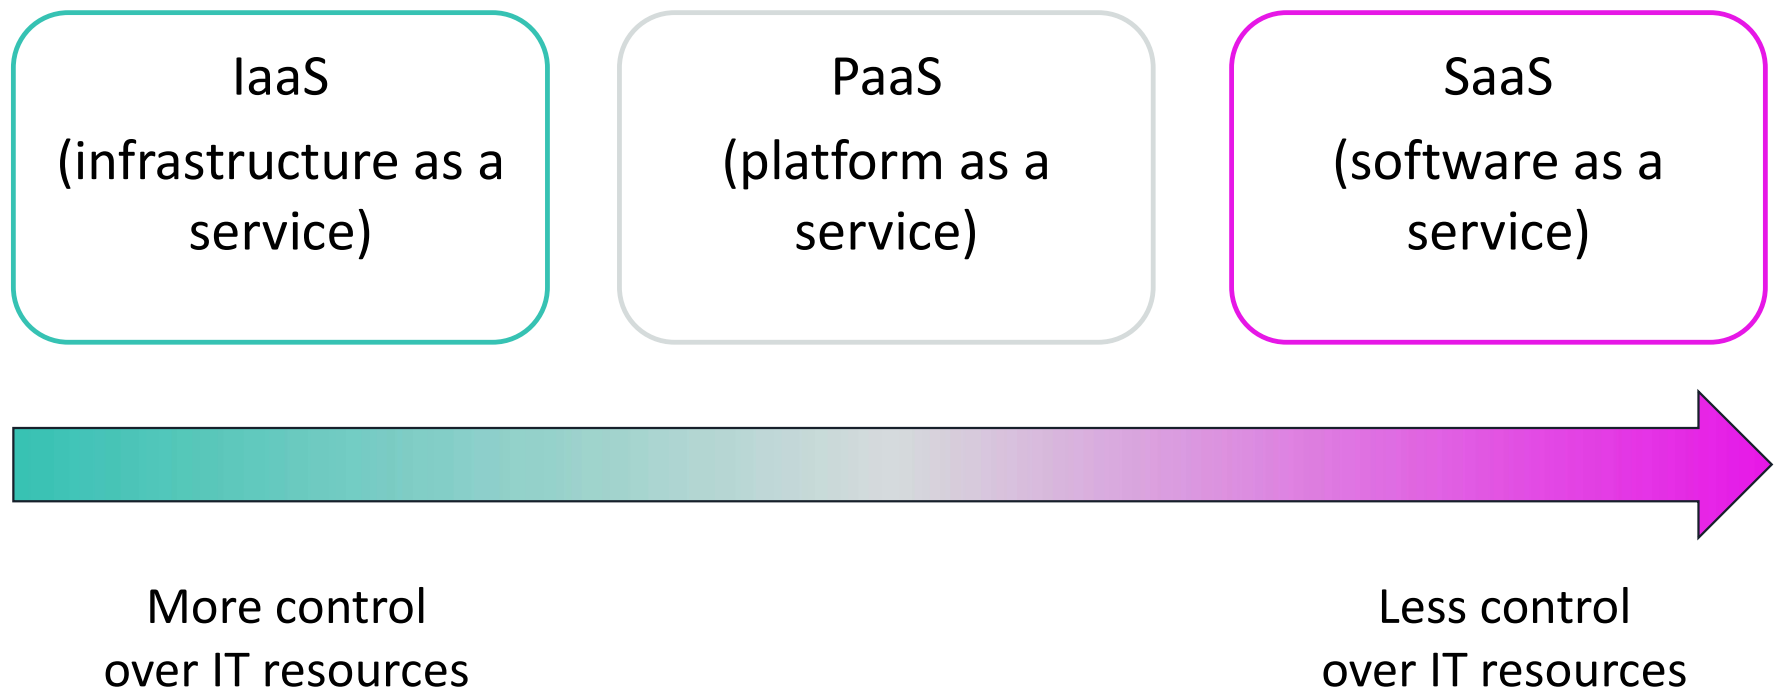 IaaS
(infrastructure as a
service)
PaaS
(platform as a
service)
SaaS
(software as a
service)
More control
over IT resources
Less control
over IT resources